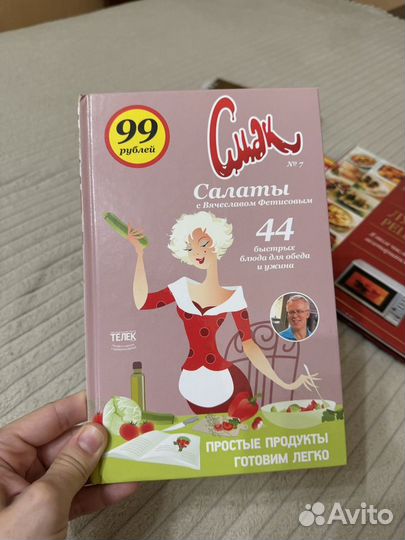 99
рублей
Смак
№ 7
Салаты
с Вячеславом Фетисовым
44
быстрых
блюда для обеда
и ужина
ТЕЛЕК
ПРОСТЫЕ ПРОДУКТЫ
ГОТОВИМ ЛЕГКО
Avito